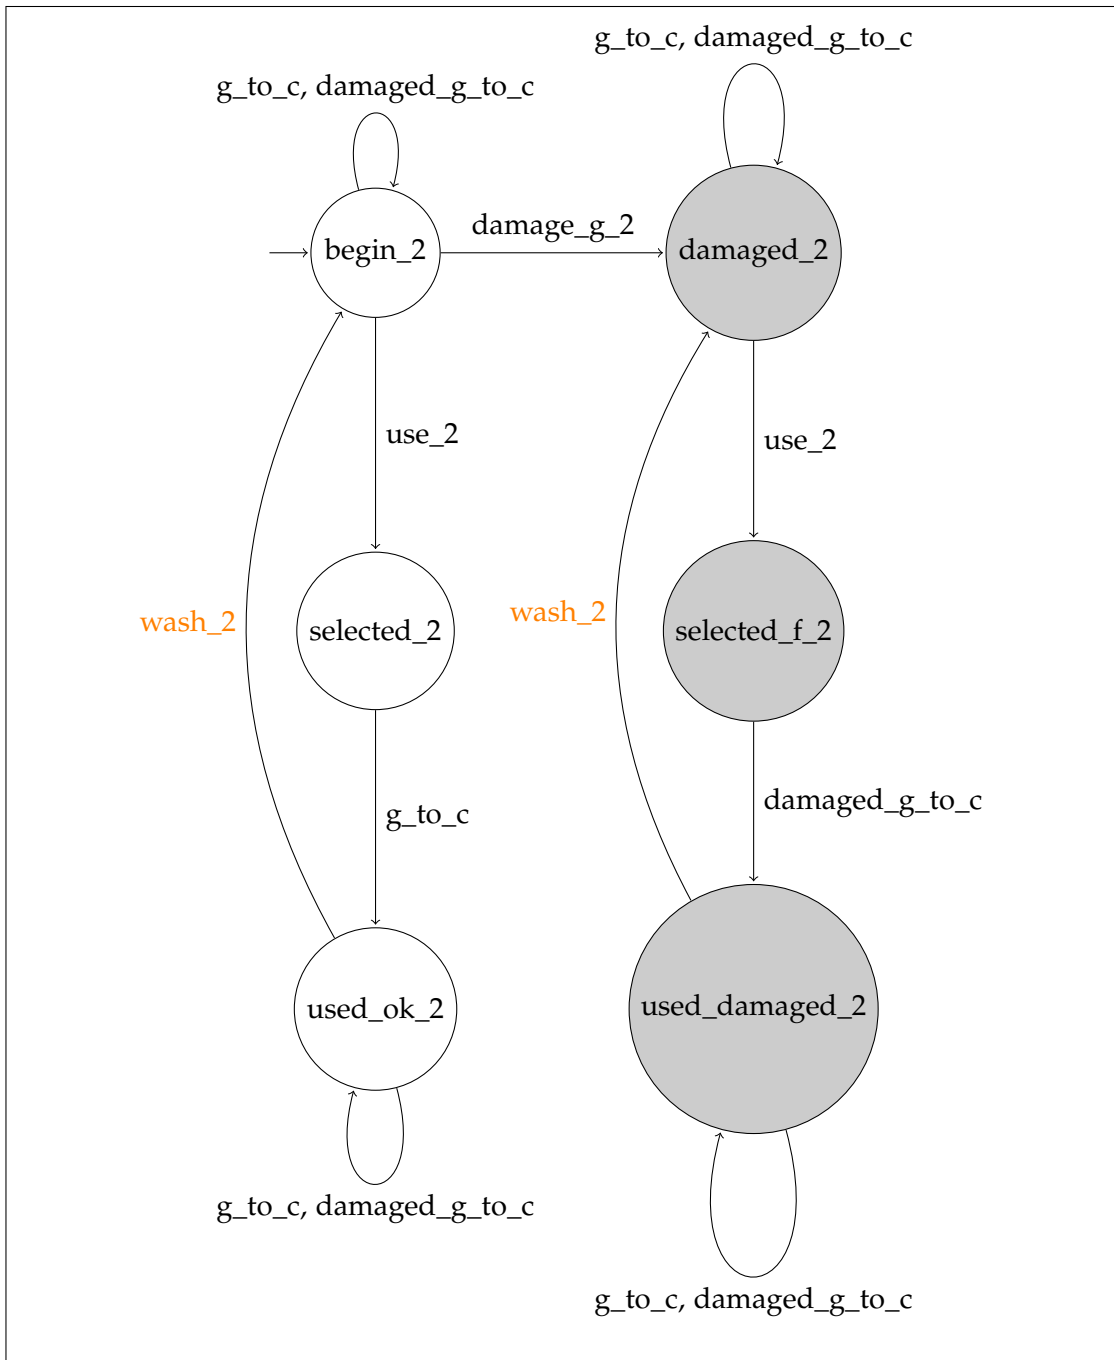 g_to_c, damaged_g_to_c
g_to_c, damaged_g_to_c
damage_g_2
begin_2
damaged_2
use_2
use_2
wash_2
wash_2
selected_2
selected_f_2
damaged_g_to_c
g_to_c
used_ok_2
used_damaged_2
g_to_c, damaged_g_to_c
g_to_c, damaged_g_to_c